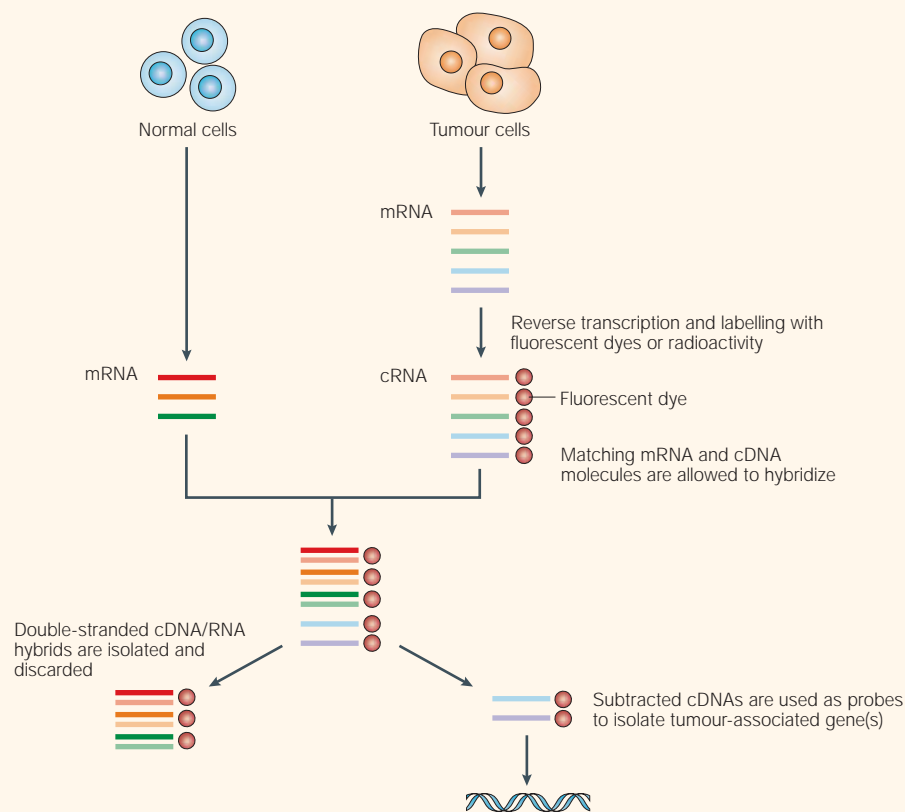 Normal cells
Tumour cells
mRNA
Reverse transcription and labelling with
fluorescent dyes or radioactivity
mRNA
cRNA
Fluorescent dye
Matching mRNA and cDNA
molecules are allowed to hybridize
Double-stranded cDNA/RNA
hybrids are isolated and
discarded
Subtracted cDNAs are used as probes
to isolate tumour-associated gene(s)